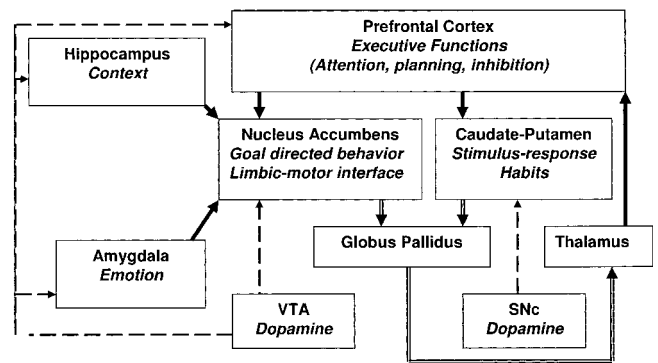 Prefrontal Cortex
Executive Functions
(Attention, planning, inhibition)
Hippocampus
Context
Nucleus Accumbens
Goal directed behavior
Limbic-motor interface
Caudate-Putamen
Stimulus-response
Habits
Globus Pallidus
Thalamus
Amygdala
Emotion
VTA
Dopamine
SNc
Dopamine